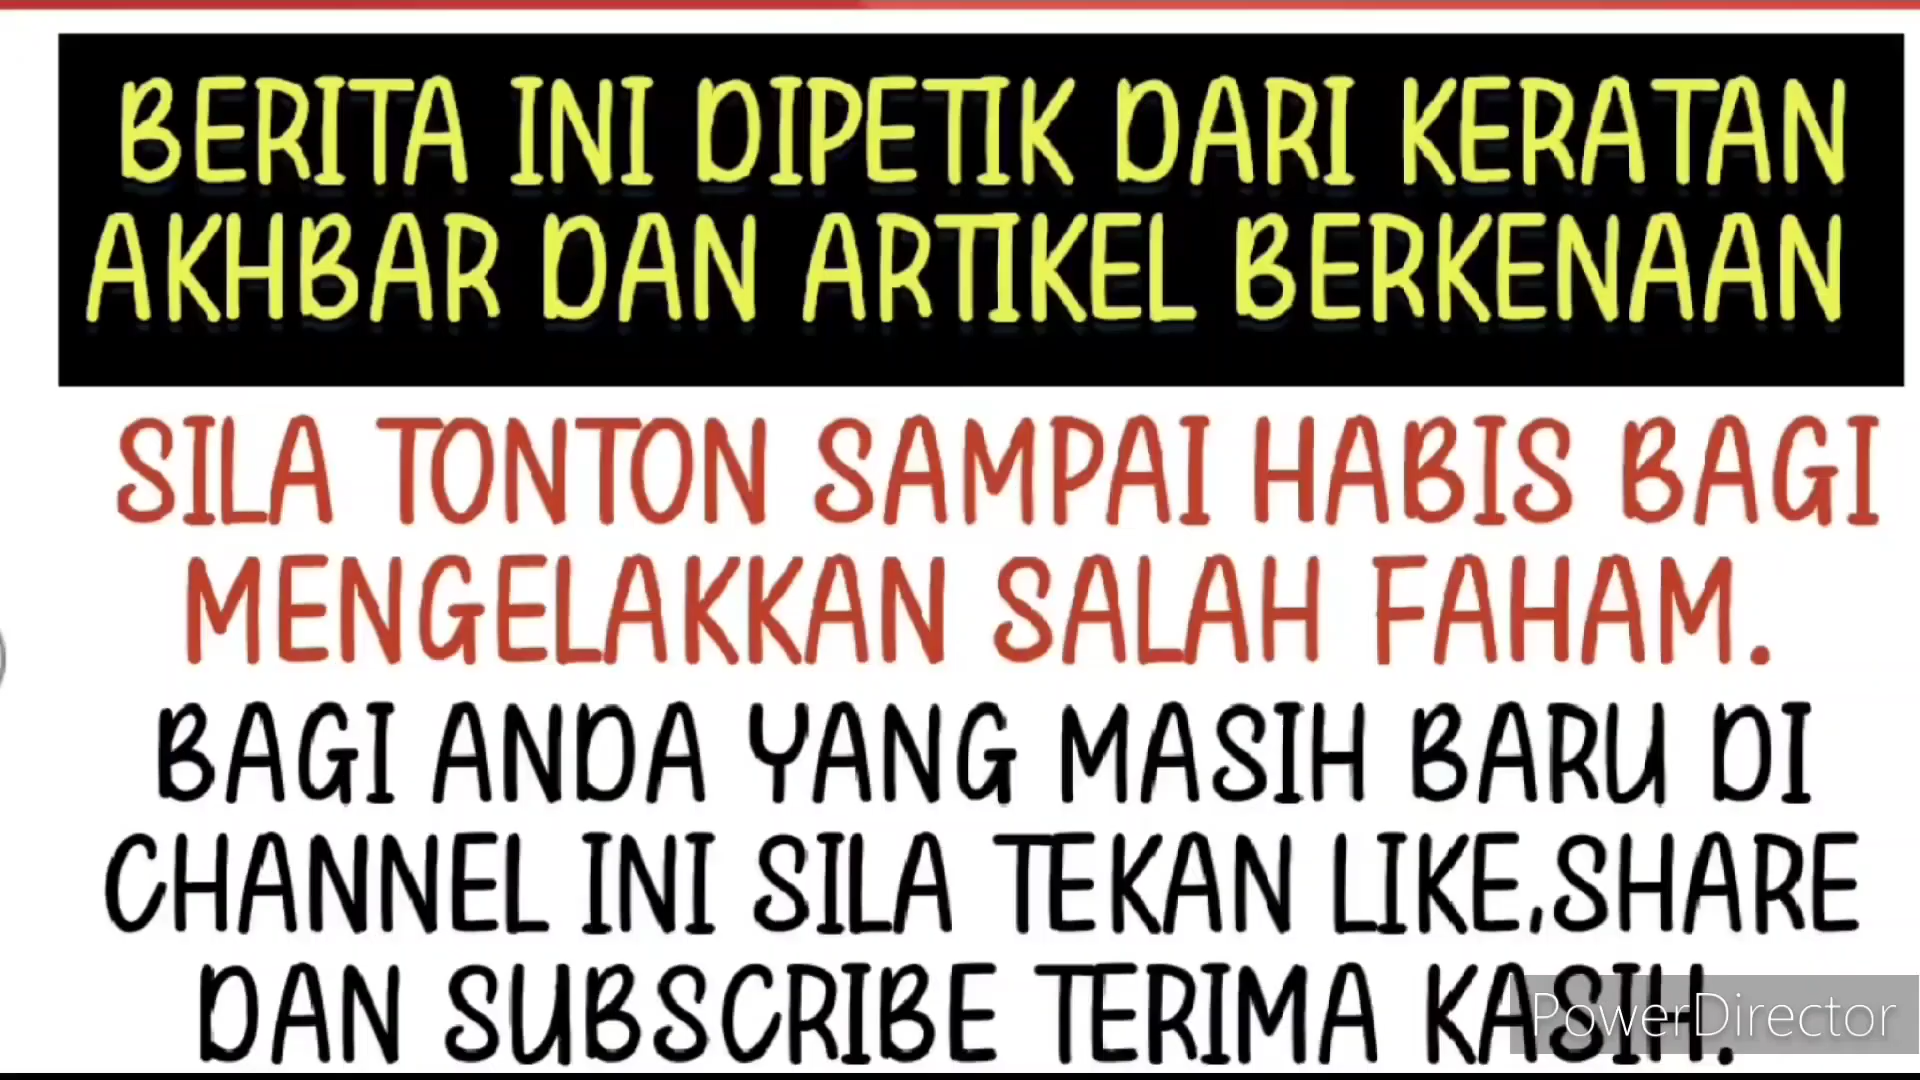 BERITA INI DIPETIK DARI KERATAN
AKHBAR DAN ARTIKEL BERKENAAN
SILA TONTON SAMPAI HABIS BAGI
MENGELAKKAN SALAH FAHAM.
BAGI ANDA YANG MASIH BARU DI
CHANNEL INI SILA TEKAN LIKE,SHARE
DAN SUBSCRIBE TERIMA KASIH.
PowerDirector